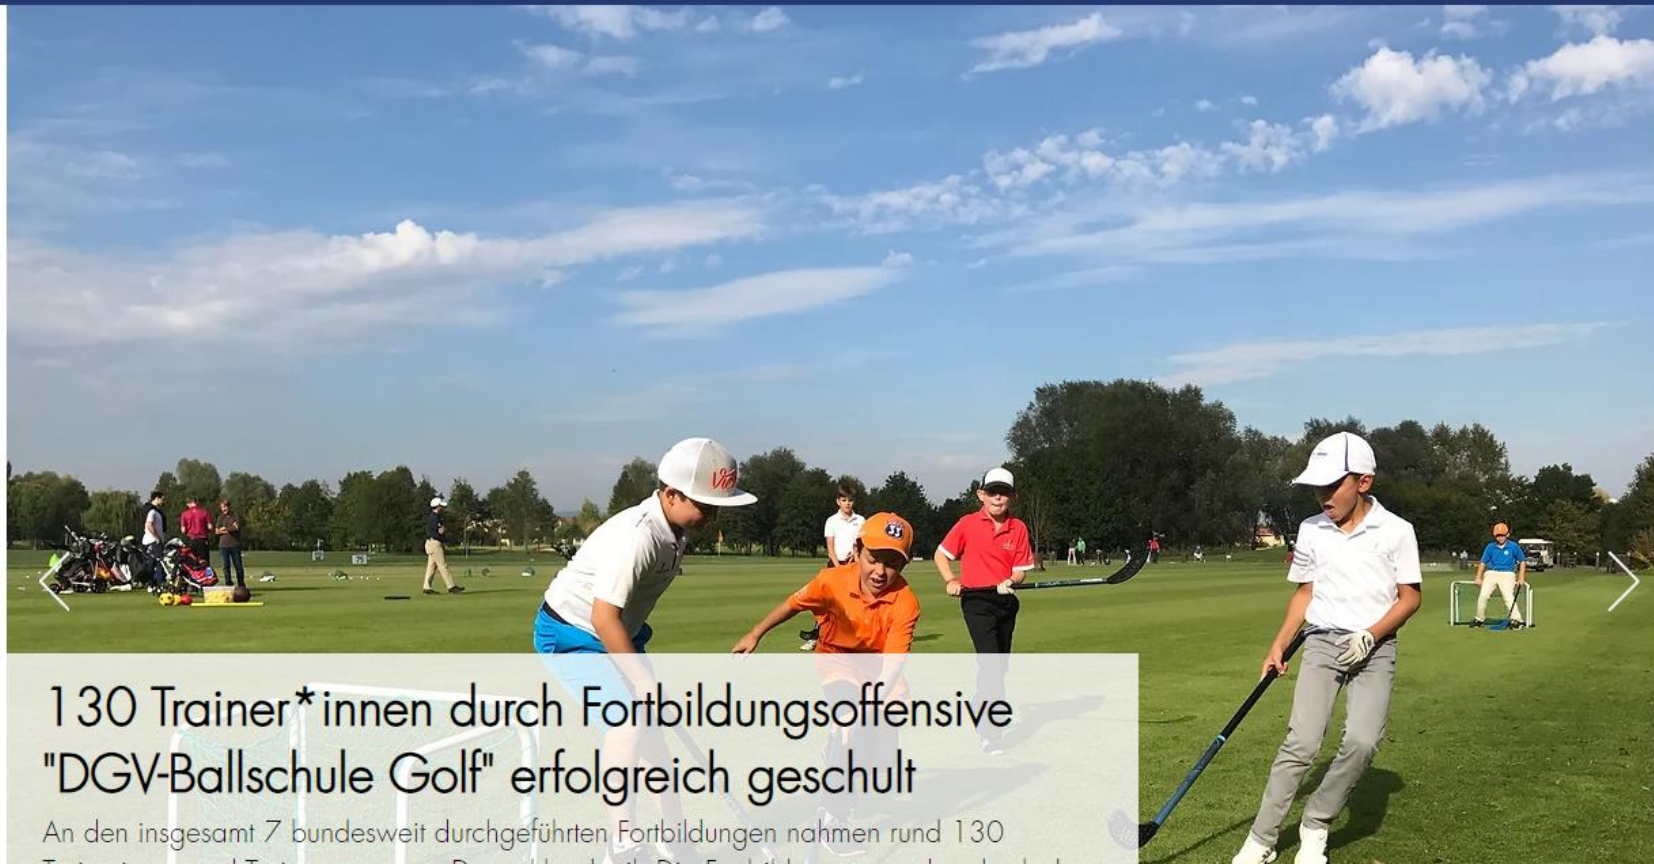 130 Trainer*innen durch Fortbildungsoffensive
"DGV-Ballschule Golf" erfolgreich geschult
An den insgesamt 7 bundesweit durchgeführten Fortbildungen nahmen rund 130